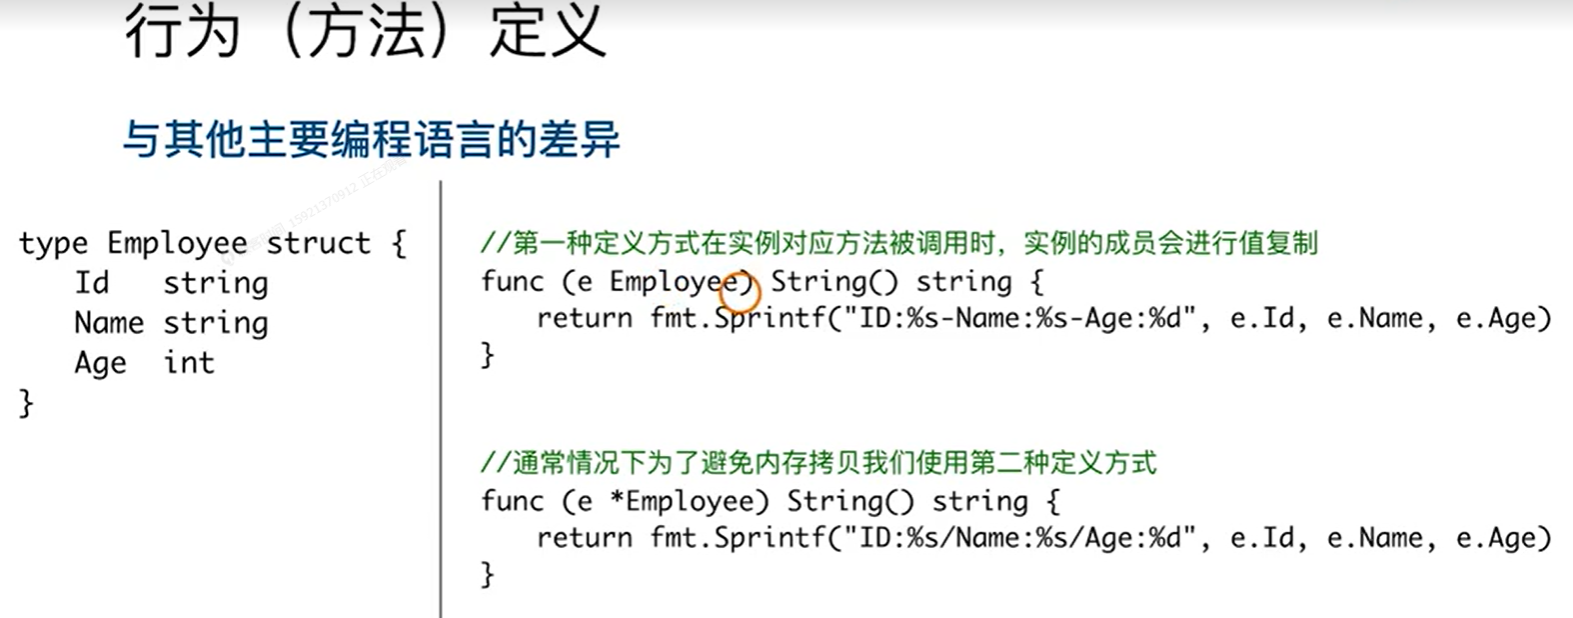 行为（方法）定义
与其他主要编程语言的差异
type Employee struct {
Id string
Name string
Age int
}
//第一种定义方式在实例对应方法被调用时，实例的成员会进行值复制
func (e Employee) String() string {
return fmt.Sprintf("ID:%s-Name:%s-Age:%d", e.Id, e.Name, e.Age)
}
//通常情况下为了避免内存拷贝我们使用第二种定义方式
func (e *Employee) String() string {
return fmt.Sprintf("ID:%s/Name:%s/Age:%d", e.Id, e.Name, e.Age)
}